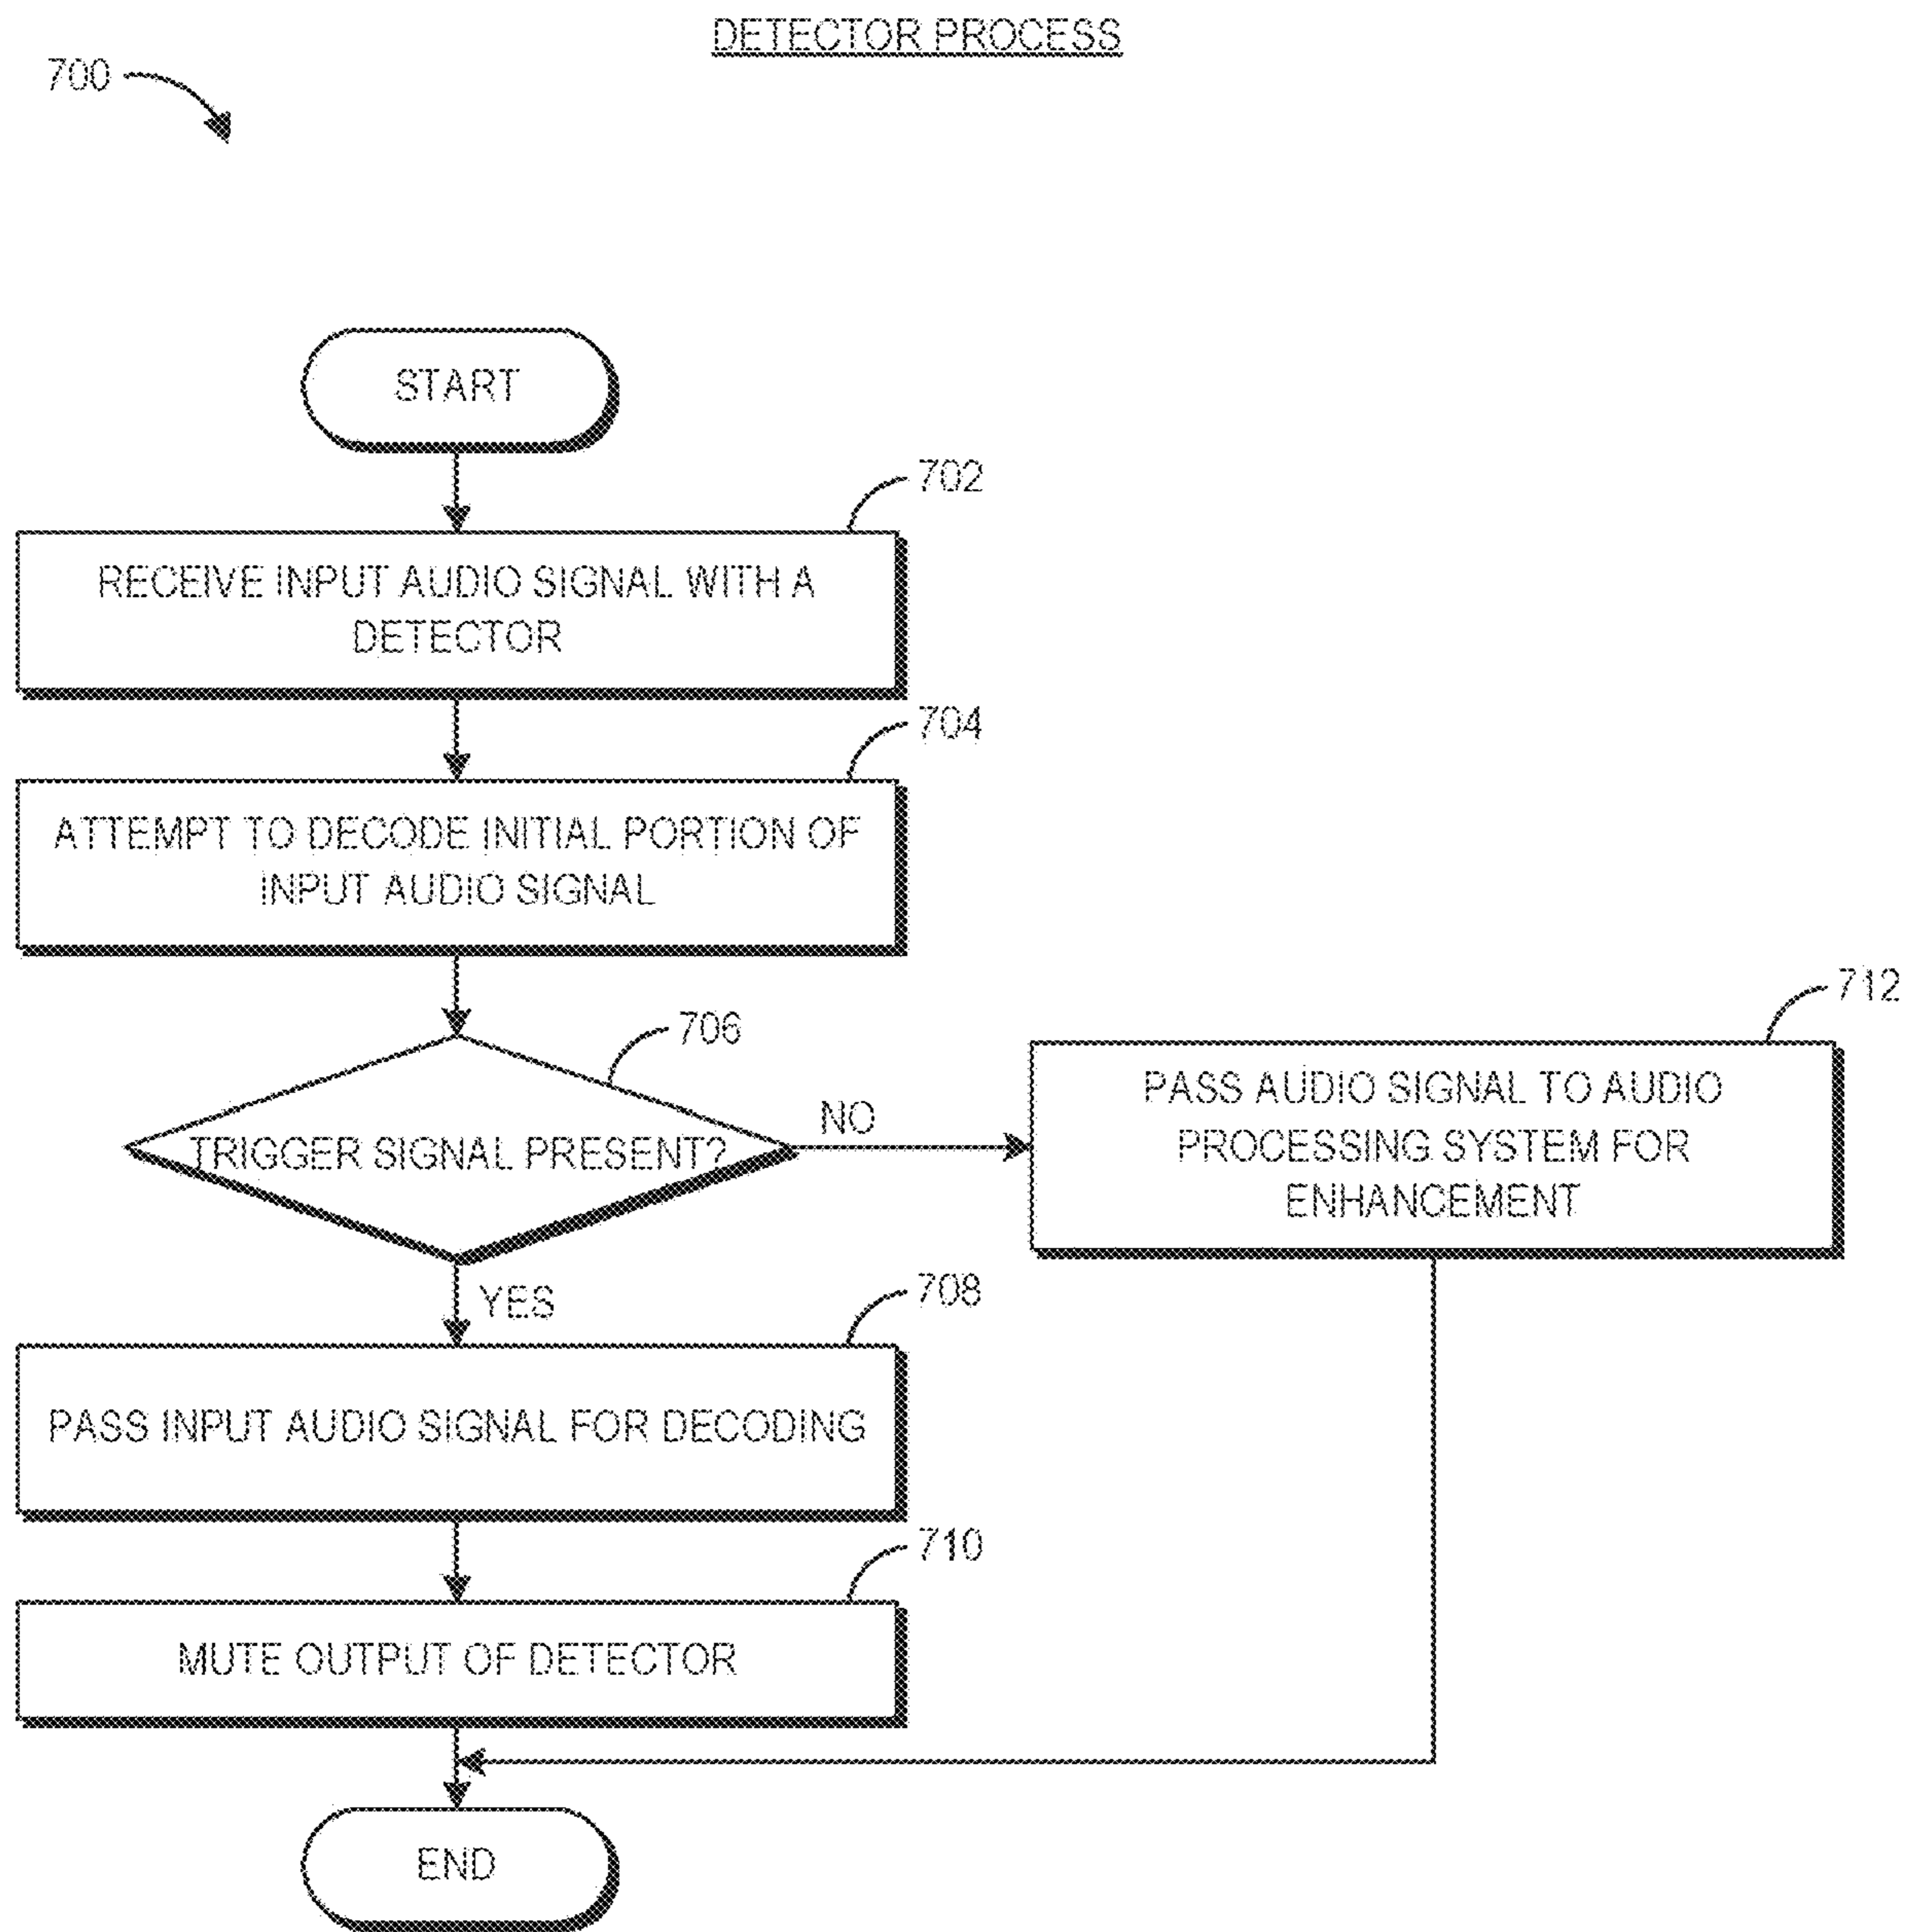 DETECTOR PROCESS
700
START
702
RECEIVE INPUT AUDIO SIGNAL WITH A
DETECTOR
704
ATTEMPT TO DECODE INITIAL PORTION OF
INPUT AUDIO SIGNAL
706
TRIGGER SIGNAL PRESENT?
NO
712
PASS AUDIO SIGNAL TO AUDIO
PROCESSING SYSTEM FOR
ENHANCEMENT
YES
708
PASS INPUT AUDIO SIGNAL FOR DECODING
710
MUTE OUTPUT OF DETECTOR
END